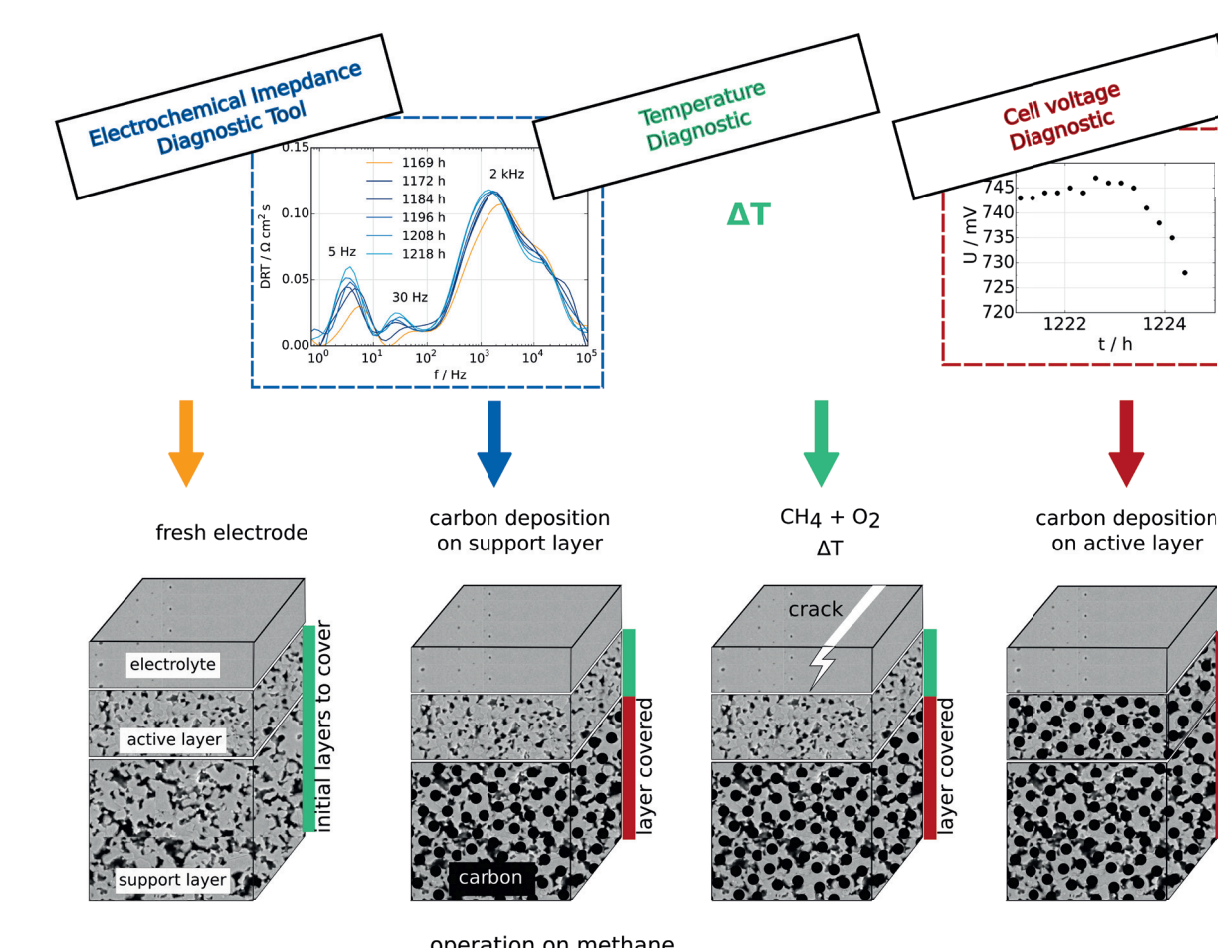 Electrochemical Imepdance
Diagnostic Tool
Temperature
Diagnostic
Cell voltage
Diagnostic
0.15
0.10
0.05
0.00
DRT / Ω cm² s
1169 h
1172 h
1184 h
1196 h
1208 h
1218 h
5 Hz
30 Hz
2 kHz
10⁰ 10¹ 10² 10³ 10⁴ 10⁵
f / Hz
ΔT
745
740
735
730
725
720
U / mV
1222 1224
t / h
fresh electrode
carbon deposition
on support layer
CH4 + O2
ΔT
carbon deposition
on active layer
electrolyte
active layer
support layer
initial layers to cover
carbon
layer covered
crack
layer covered
operation on methane